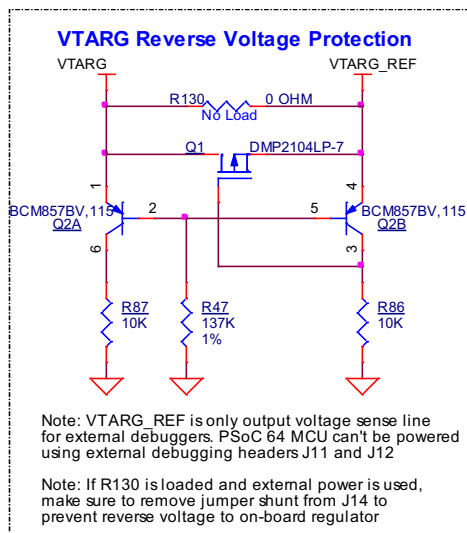 VTARG Reverse Voltage Protection
VTARG VTARG_REF
R130 0 OHM
No Load
Q1 DMP2104LP-7
1 4
BCM857BV,115 2 5 BCM857BV,115
Q2A Q2B
6 3
R87 R47 R86
10K 137K 10K
1%
Note: VTARG_REF is only output voltage sense line
for external debuggers. PSoC 64 MCU can't be powered
using external debugging headers J11 and J12
Note: If R130 is loaded and external power is used,
make sure to remove jumper shunt from J14 to
prevent reverse voltage to on-board regulator